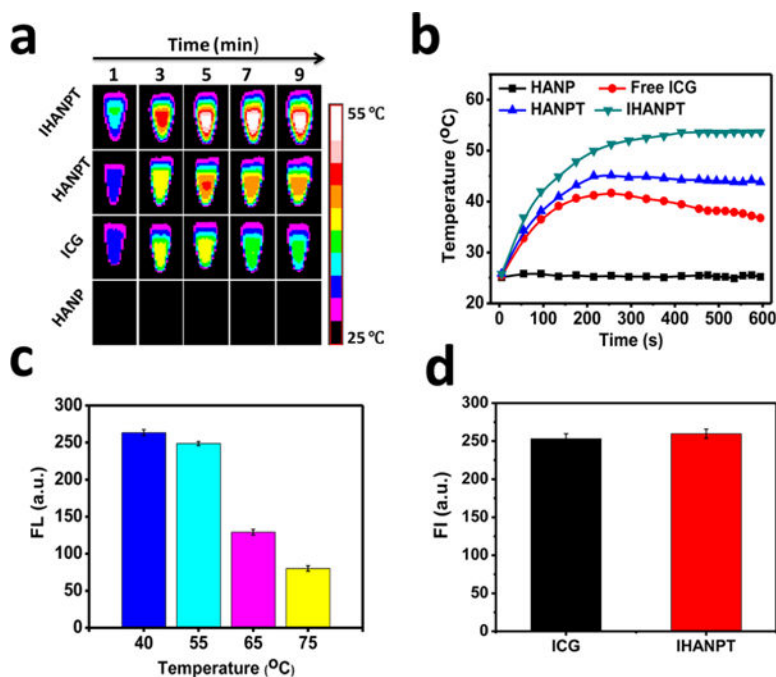 a
Time (min)
1 3 5 7 9
IHANPT
HANPT
ICG
HANP
55 °C
25 °C
b
HANP Free ICG
HANPT IHANPT
Temperature (°C)
60
50
40
30
20
0 100 200 300 400 500 600
Time (s)
c
FL (a.u.)
300
250
200
150
100
50
0
40 55 65 75
Temperature (°C)
d
FI (a.u.)
300
250
200
150
100
50
0
ICG IHANPT